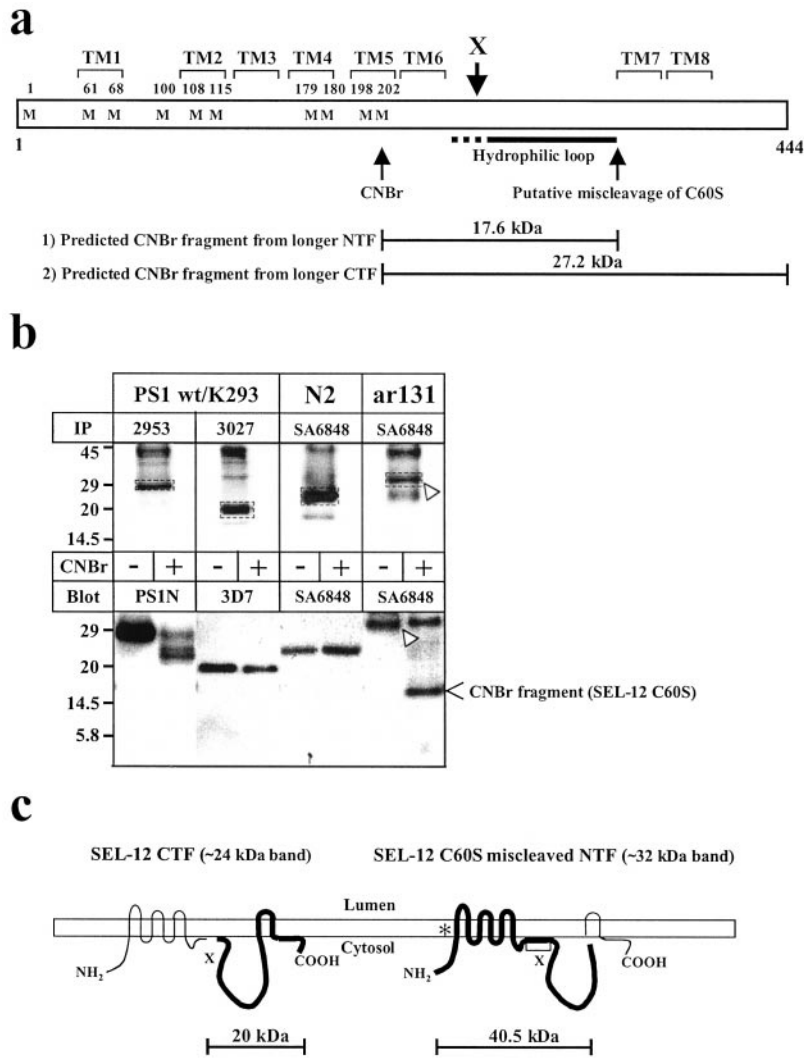 a
X
TM1 TM2 TM3 TM4 TM5 TM6 TM7 TM8
1 61 68 100 108 115 179 180 198 202
M M M M M M M M M M
1 444
Hydrophilic loop
CNBr Putative miscleavage of C60S
1) Predicted CNBr fragment from longer NTF 17.6 kDa
2) Predicted CNBr fragment from longer CTF 27.2 kDa
b
PS1 wt/K293 N2 ar131
IP 2953 3027 SA6848 SA6848
45
29
20
14.5
CNBr - + - + - + - +
Blot PS1N 3D7 SA6848 SA6848
29
20
14.5
5.8
CNBr fragment (SEL-12 C60S)
c
SEL-12 CTF (~24 kDa band) SEL-12 C60S miscleaved NTF (~32 kDa band)
Lumen
*
Cytosol
NH2 X COOH NH2 X COOH
20 kDa 40.5 kDa